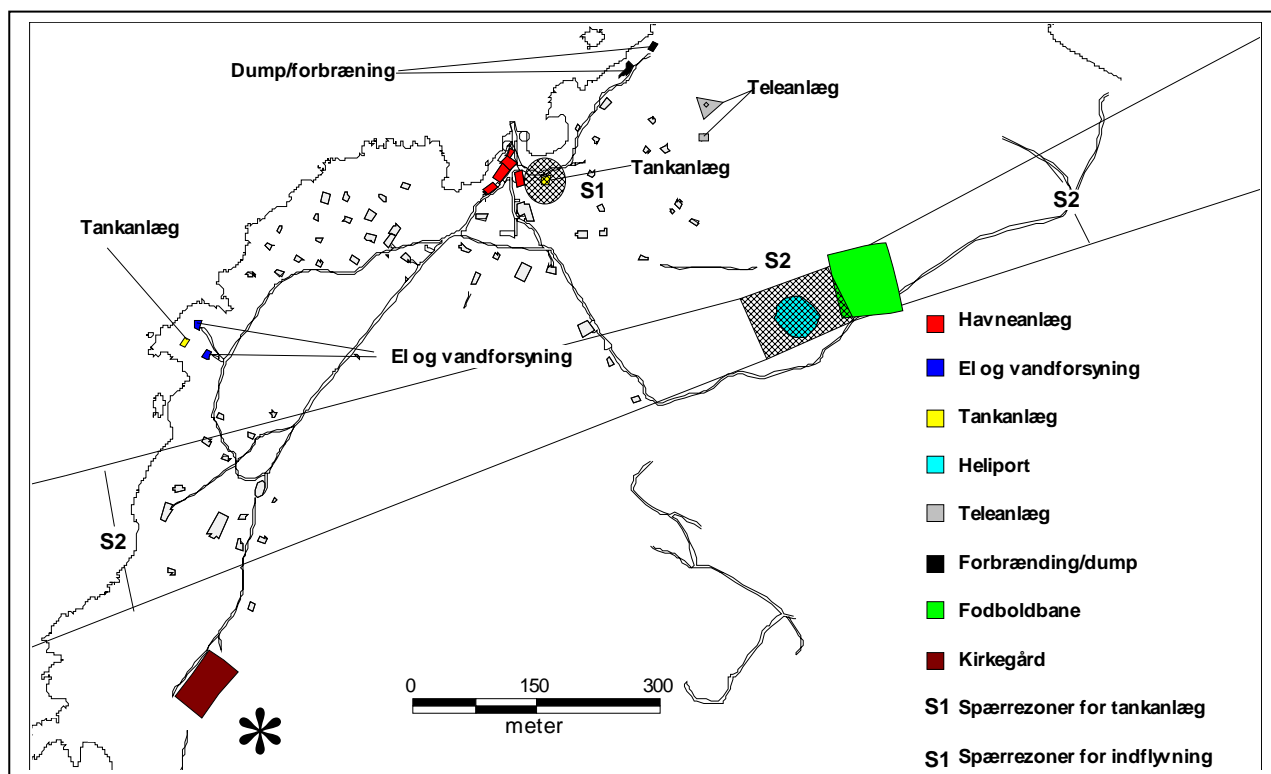 Dump/forbræning
Teleanlæg
Tankanlæg
S1
S2
Tankanlæg
S2
El og vandforsyning
S2
Havneanlæg
El og vandforsyning
Tankanlæg
Heliport
Teleanlæg
Forbrænding/dump
Fodboldbane
Kirkegård
S1 Spærrezoner for tankanlæg
S1 Spærrezoner for indflyvning
0 150 300
meter